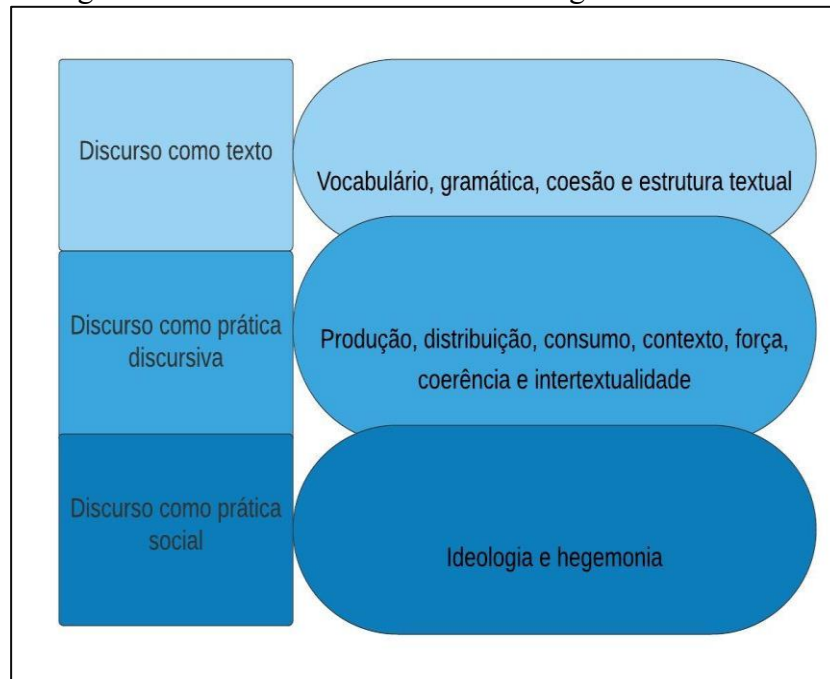 Discurso como texto
Vocabulário, gramática, coesão e estrutura textual
Discurso como prática
discursiva
Produção, distribuição, consumo, contexto, força,
coerência e intertextualidade
Discurso como prática
social
Ideologia e hegemonia